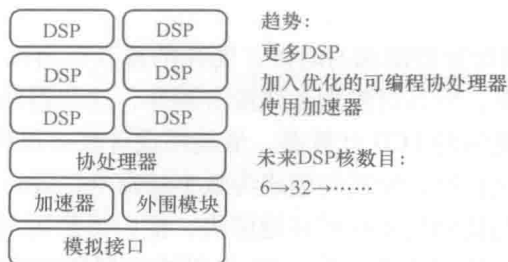 DSP DSP
DSP DSP
DSP DSP
协处理器
加速器 外围模块
模拟接口
趋势：
更多DSP
加入优化的可编程协处理器
使用加速器
未来DSP核数目：
6→32→……